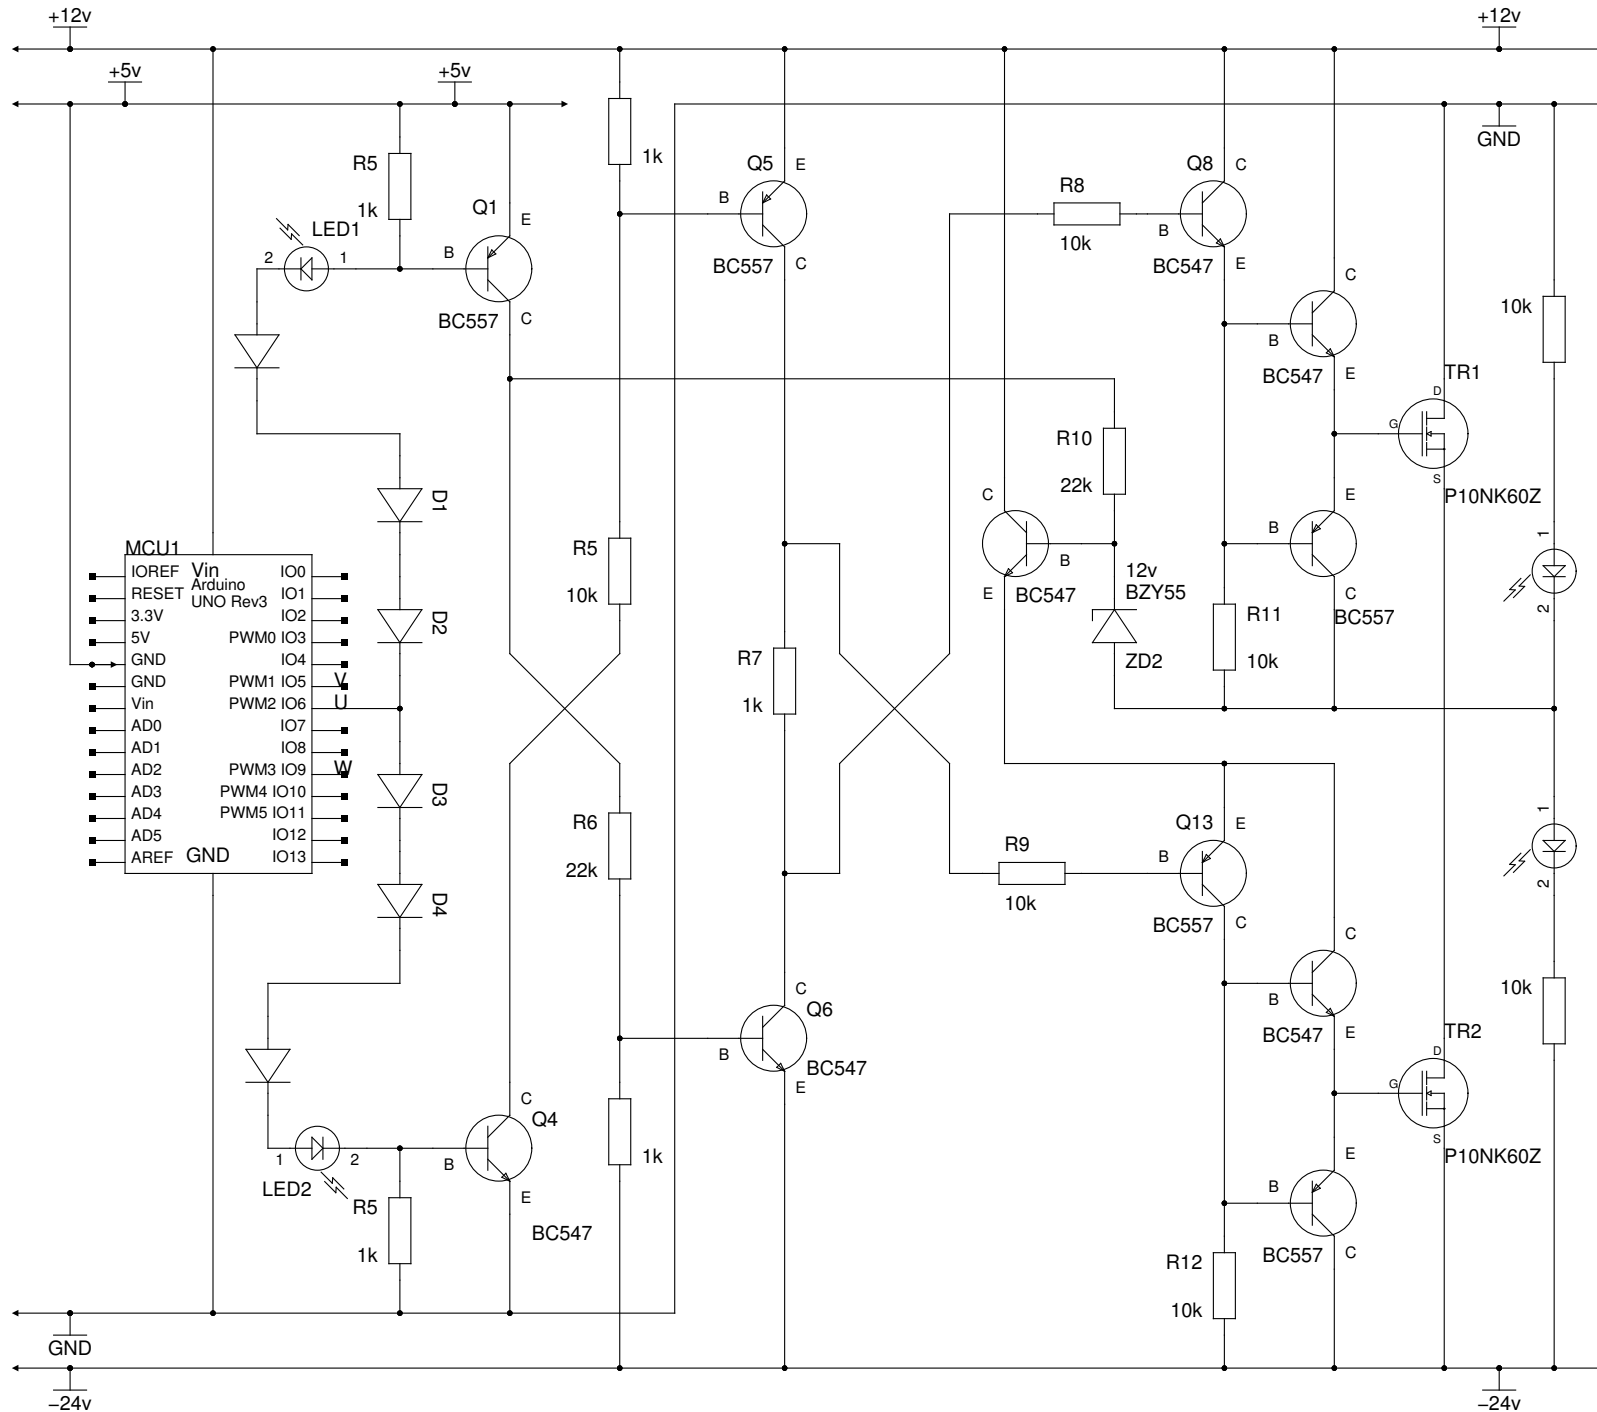 +12v
+12v
+5v
+5v
GND
1k
R5
1k
Q1
E
B
BC557
C
LED1
2
1
Q5
E
B
BC557
C
R8
10k
Q8
C
B
BC547
E
C
B
BC547
E
10k
TR1
D
G
S
P10NK60Z
R10
22k
C
B
E
BC547
12v
BZY55
ZD2
E
B
C
BC557
R11
10k
1
2
D1
D2
D3
D4
MCU1
Vin
Arduino
UNO Rev3
IOREF
RESET
3.3V
5V
GND
GND
Vin
AD0
AD1
AD2
AD3
AD4
AD5
AREF
GND
IO0
IO1
IO2
PWM0 IO3
IO4
PWM1 IO5
PWM2 IO6
IO7
IO8
PWM3 IO9
PWM4 IO10
PWM5 IO11
IO12
IO13
V
U
W
R5
10k
R6
22k
R7
1k
R9
10k
Q13
E
B
BC557
C
1
2
C
B
BC547
E
10k
TR2
D
G
S
P10NK60Z
C
Q6
B
BC547
E
C
Q4
B
E
BC547
1
2
LED2
R5
1k
1k
E
B
BC557
C
R12
10k
GND
−24v
−24v